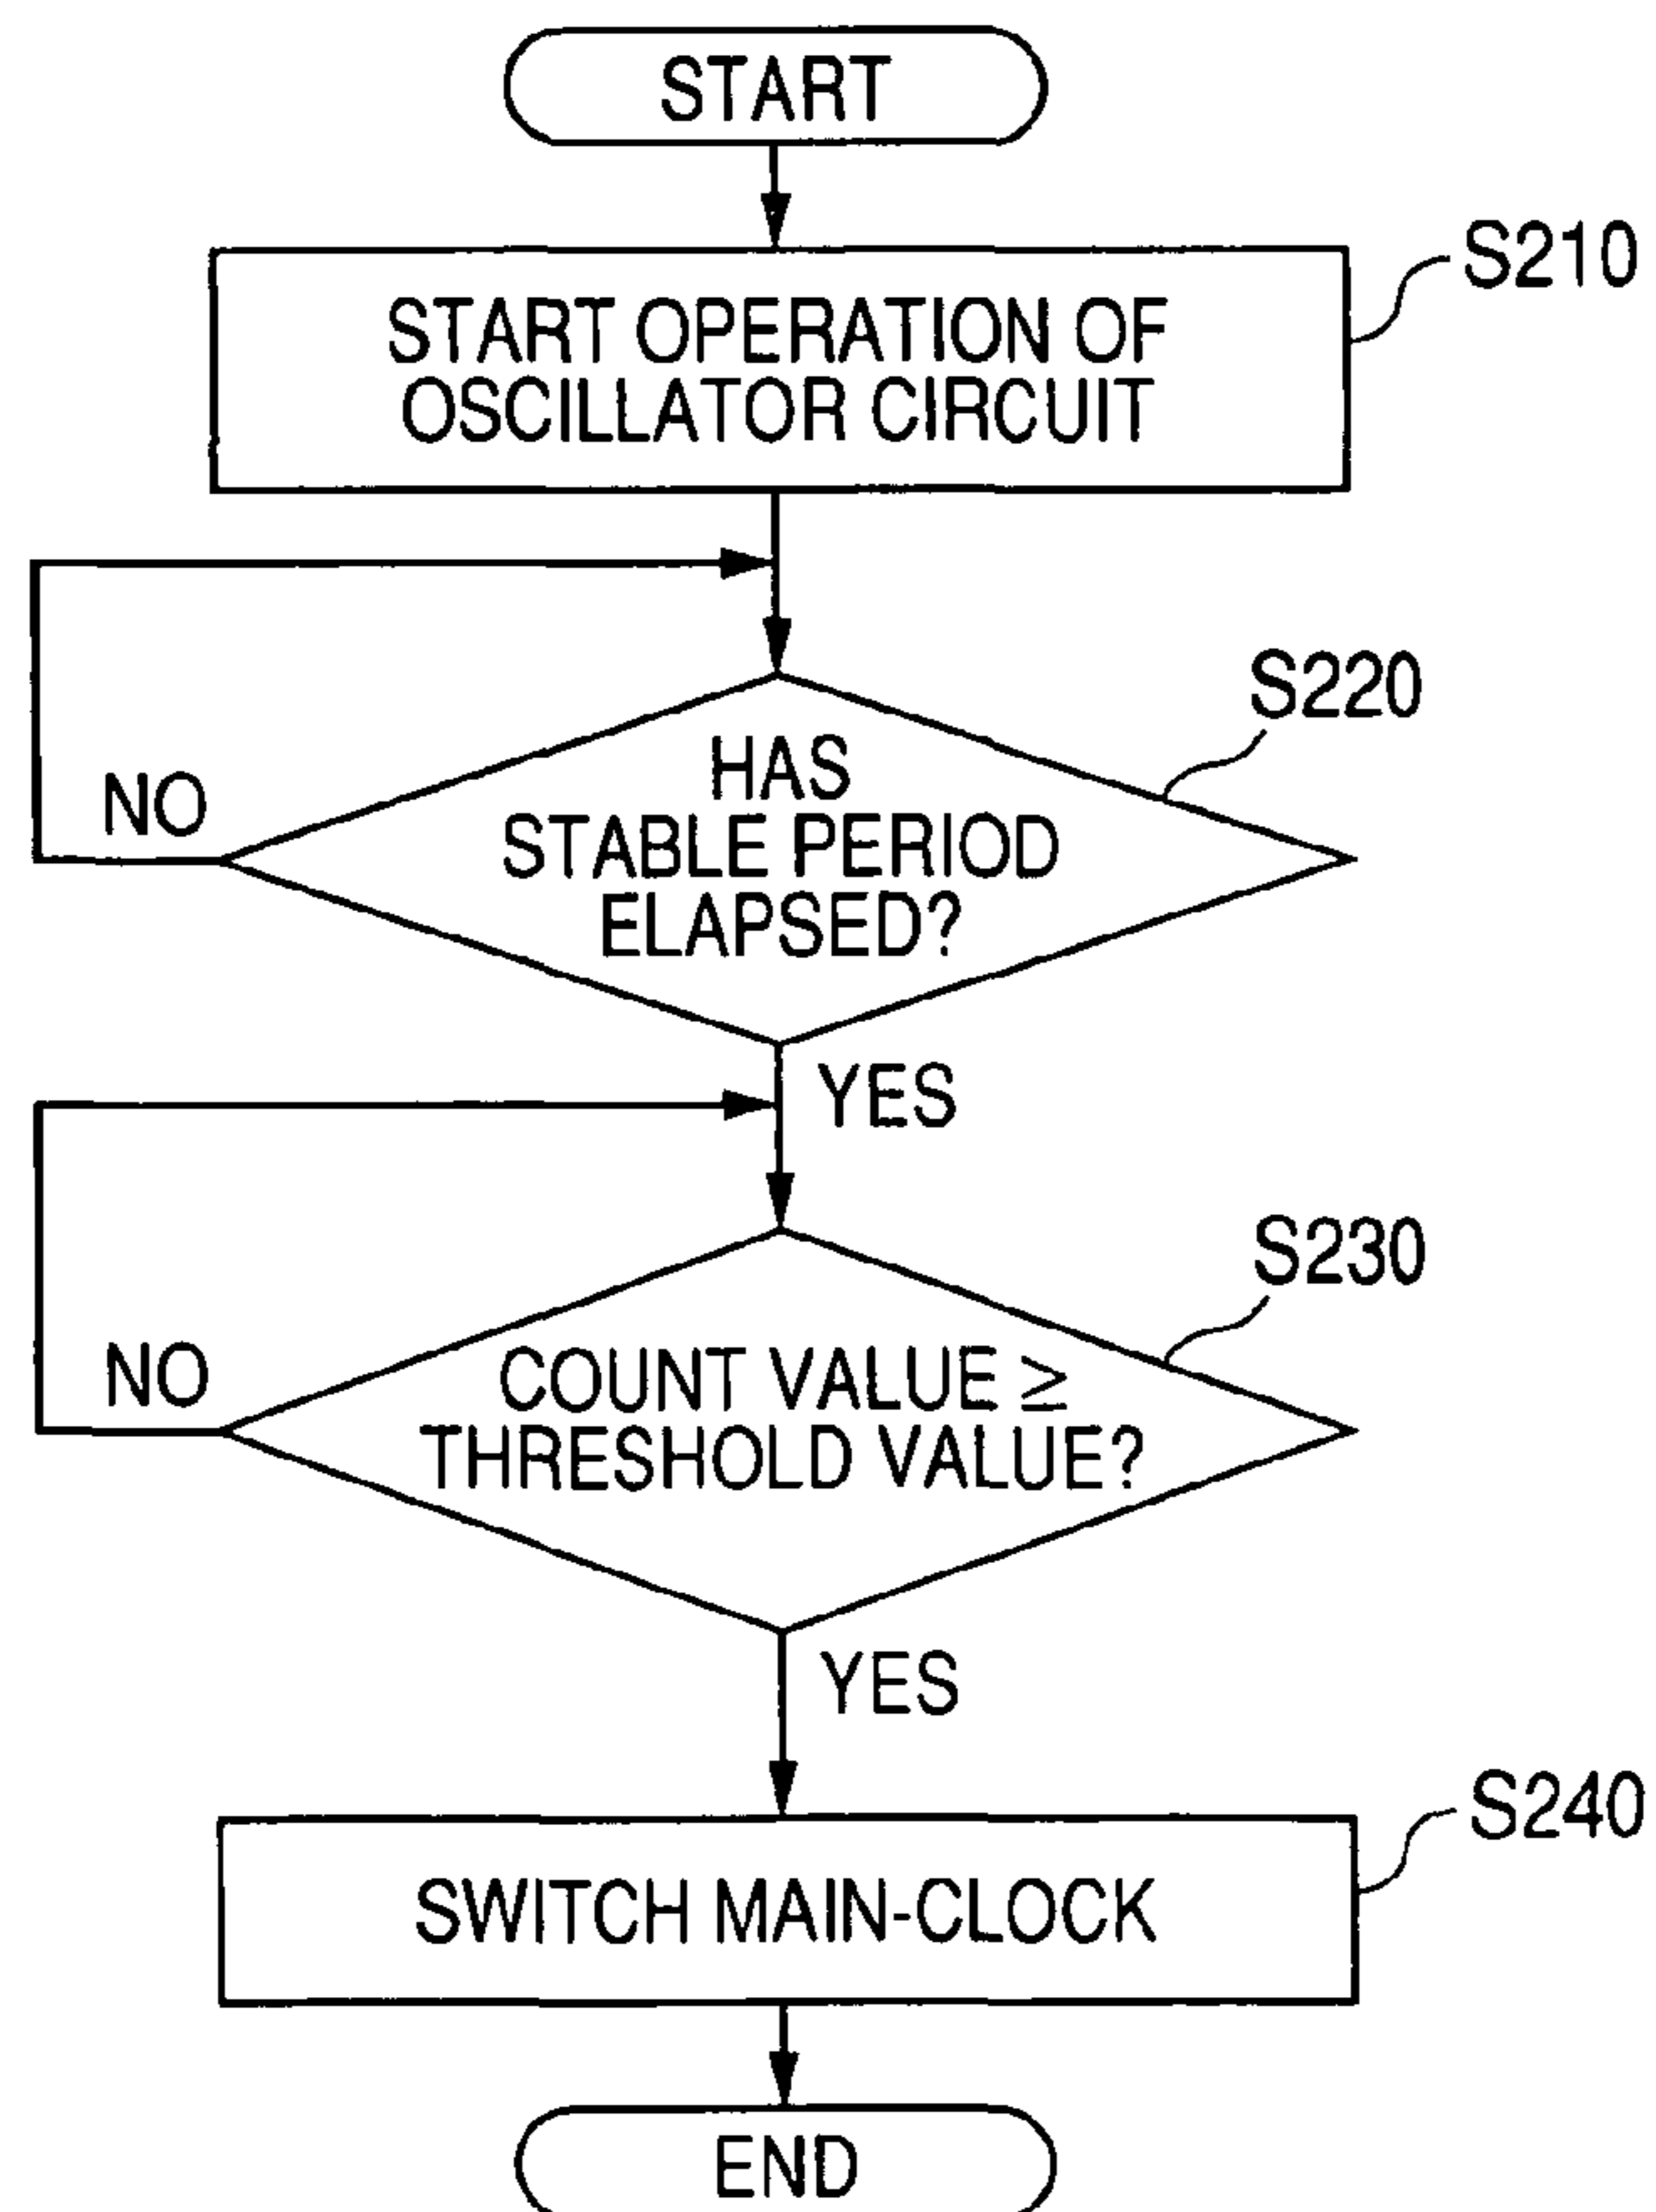 START
S210
START OPERATION OF
OSCILLATOR CIRCUIT
S220
HAS
STABLE PERIOD
ELAPSED?
NO
YES
S230
COUNT VALUE ≥
THRESHOLD VALUE?
NO
YES
S240
SWITCH MAIN-CLOCK
END